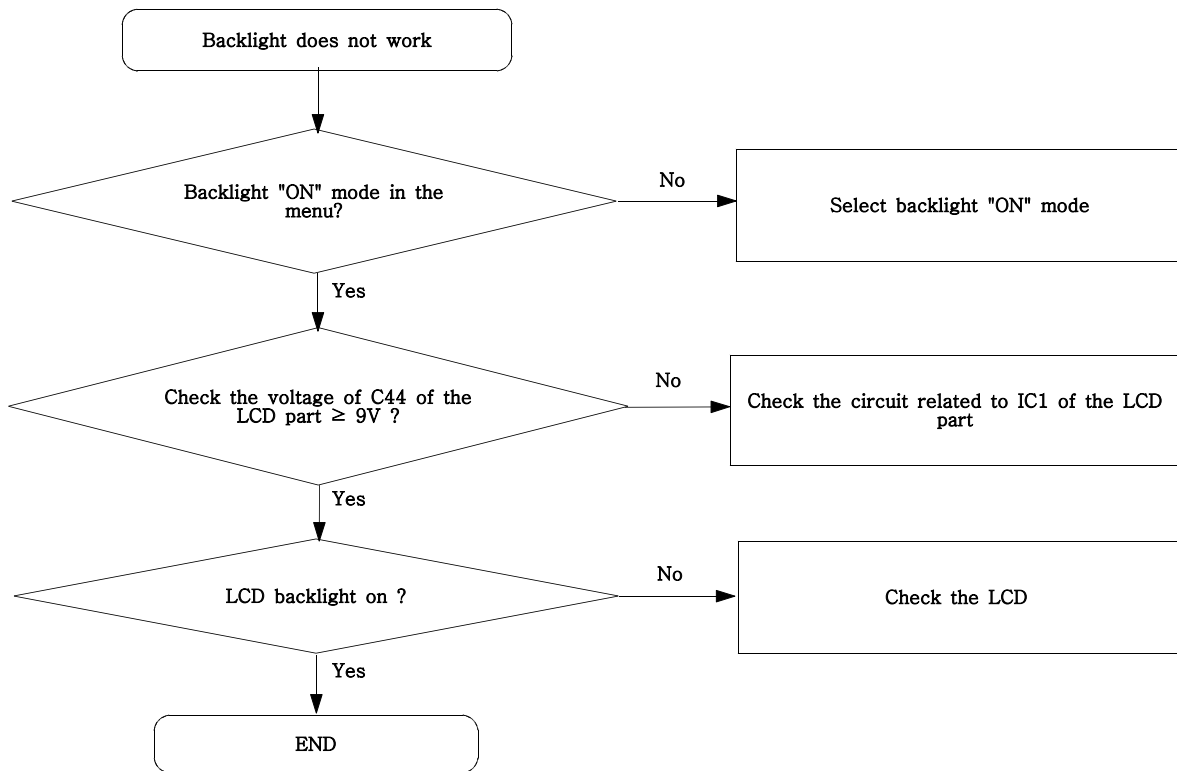 Backlight does not work
Backlight "ON" mode in the
menu?
No
Select backlight "ON" mode
Yes
Check the voltage of C44 of the
LCD part ≥ 9V ?
No
Check the circuit related to IC1 of the LCD
part
Yes
LCD backlight on ?
No
Check the LCD
Yes
END